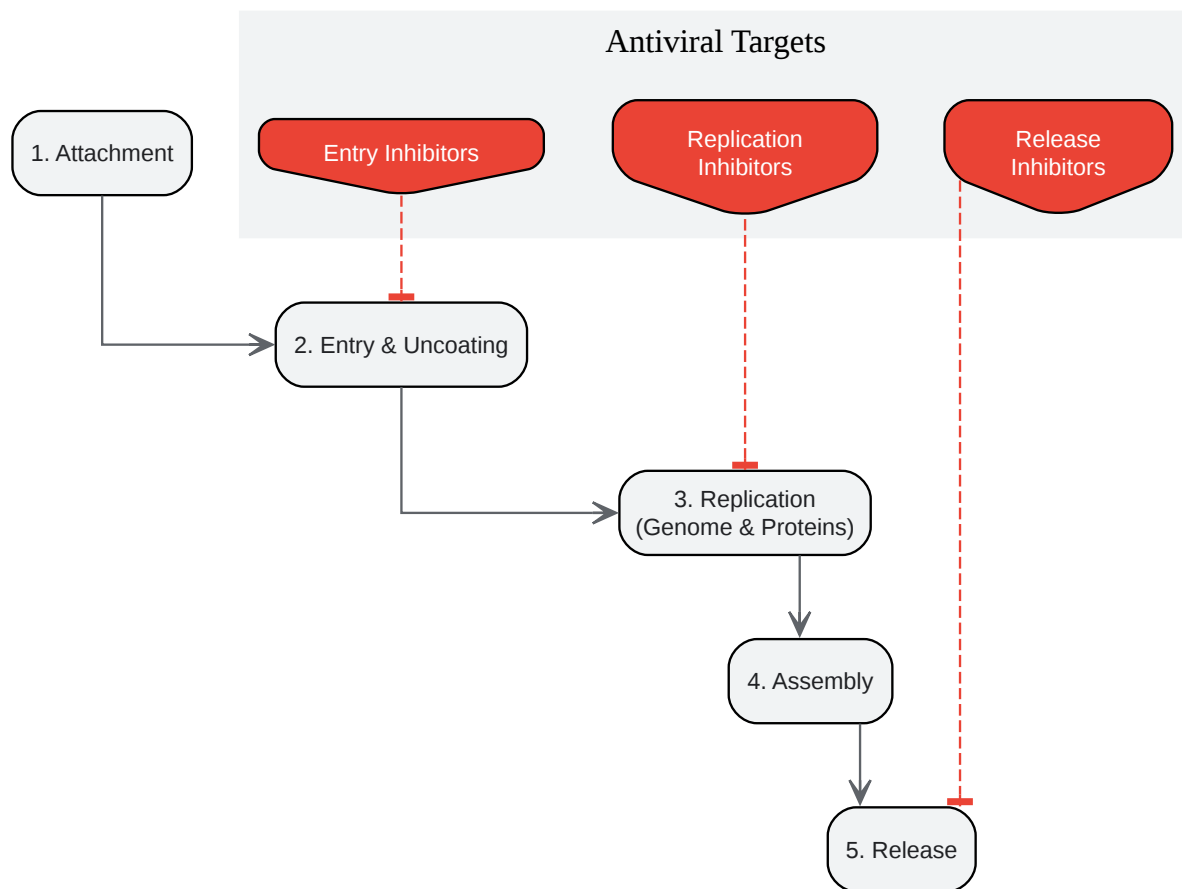 Antiviral Targets
1. Attachment
Entry Inhibitors
Replication
Inhibitors
Release
Inhibitors
2. Entry & Uncoating
3. Replication
(Genome & Proteins)
4. Assembly
5. Release